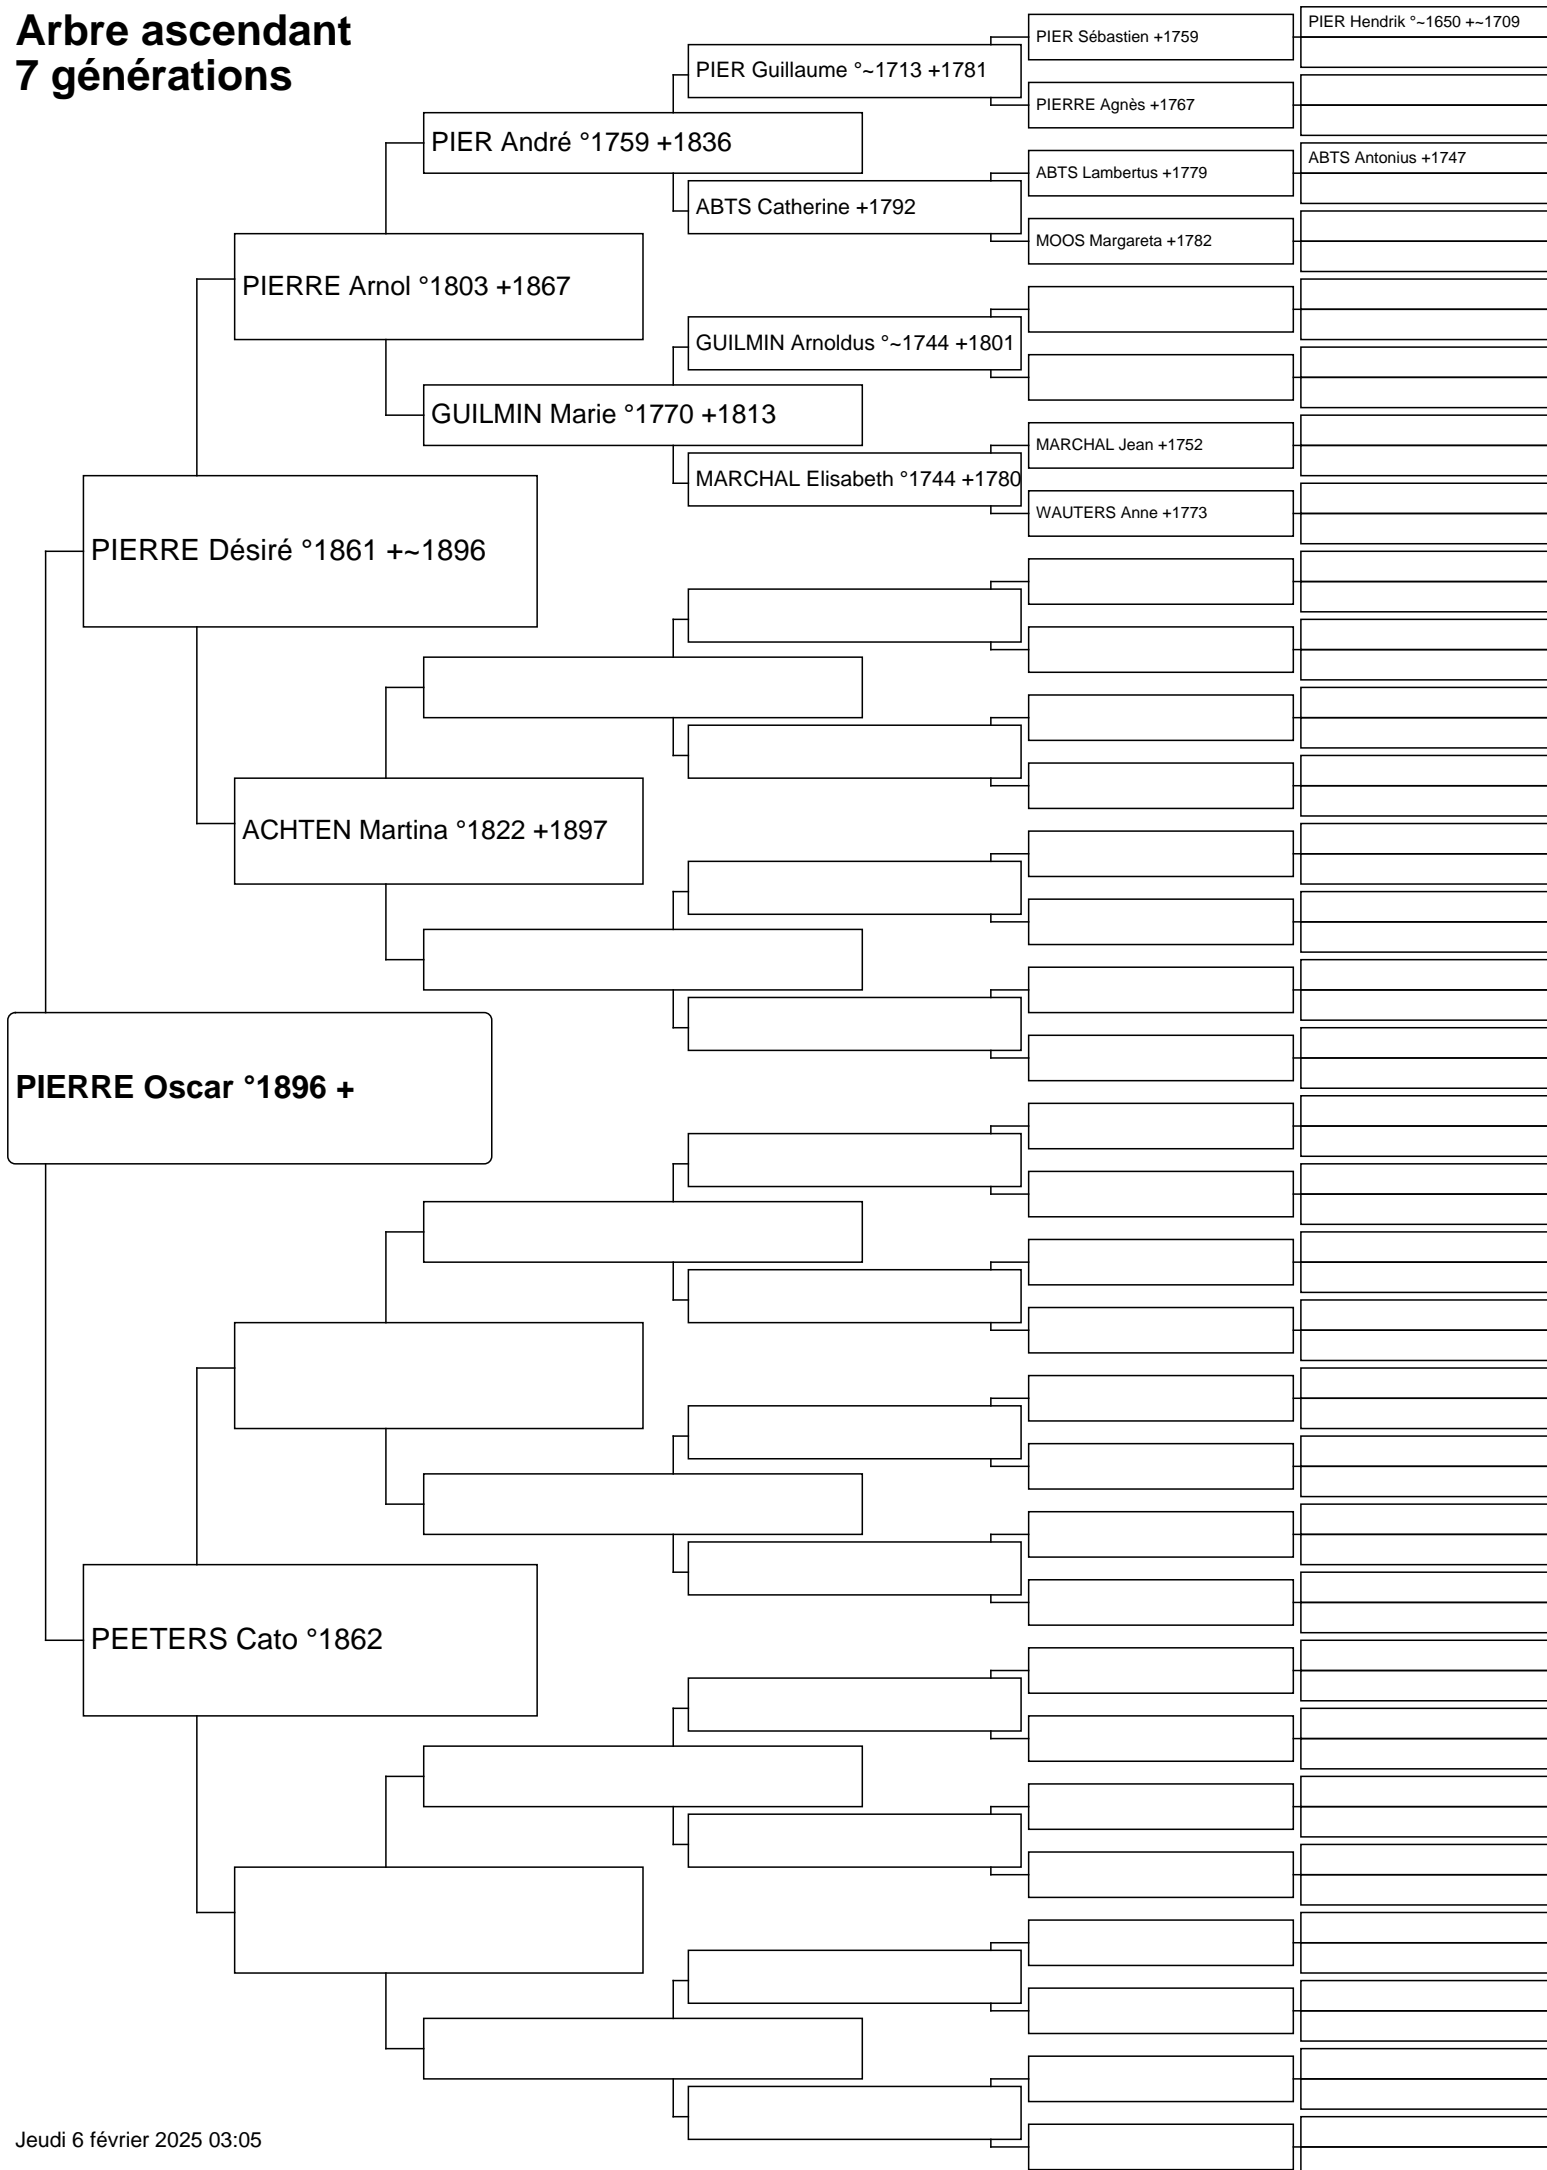 Arbre ascendant
7 générations
PIER Hendrik °~1650 +~1709
PIER Sébastien +1759
PIER Guillaume °~1713 +1781
PIERRE Agnès +1767
PIER André °1759 +1836
ABTS Antonius +1747
ABTS Lambertus +1779
ABTS Catherine +1792
MOOS Margareta +1782
PIERRE Arnol °1803 +1867
GUILMIN Arnoldus °~1744 +1801
GUILMIN Marie °1770 +1813
MARCHAL Jean +1752
MARCHAL Elisabeth °1744 +1780
WAUTERS Anne +1773
PIERRE Désiré °1861 +~1896
ACHTEN Martina °1822 +1897
PIERRE Oscar °1896 +
PEETERS Cato °1862
Jeudi 6 février 2025 03:05